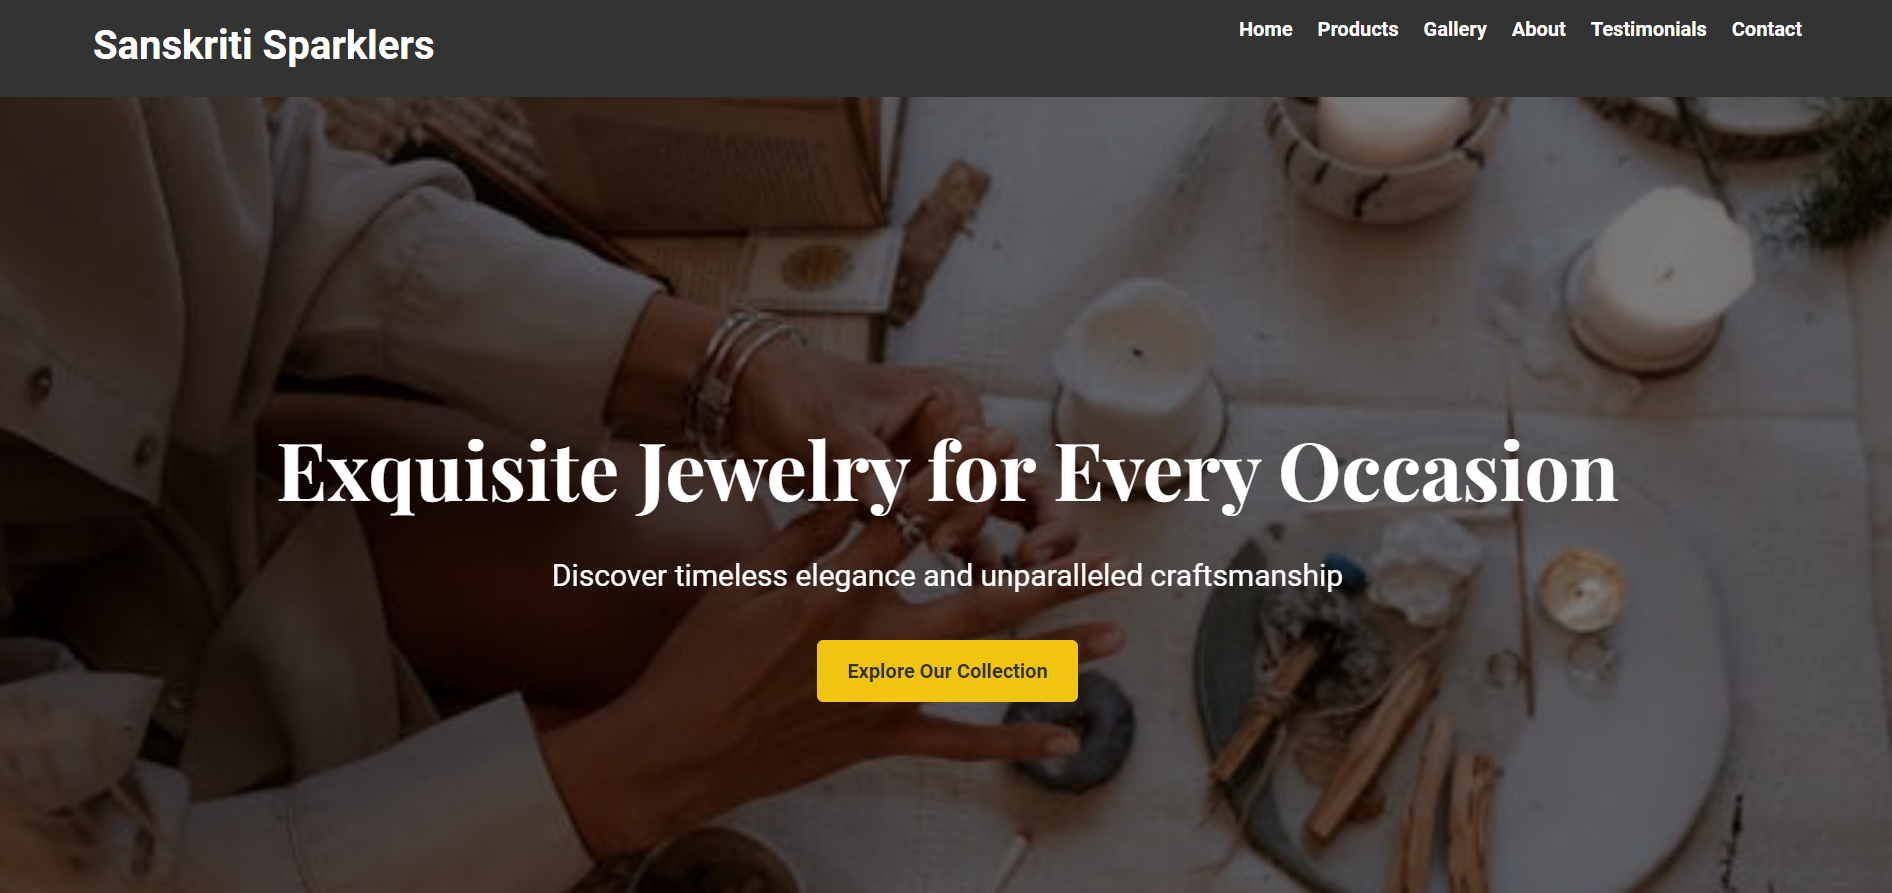 Sanskriti Sparklers
Home Products Gallery About Testimonials Contact
Exquisite Jewelry for Every Occasion
Discover timeless elegance and unparalleled craftsmanship
Explore Our Collection